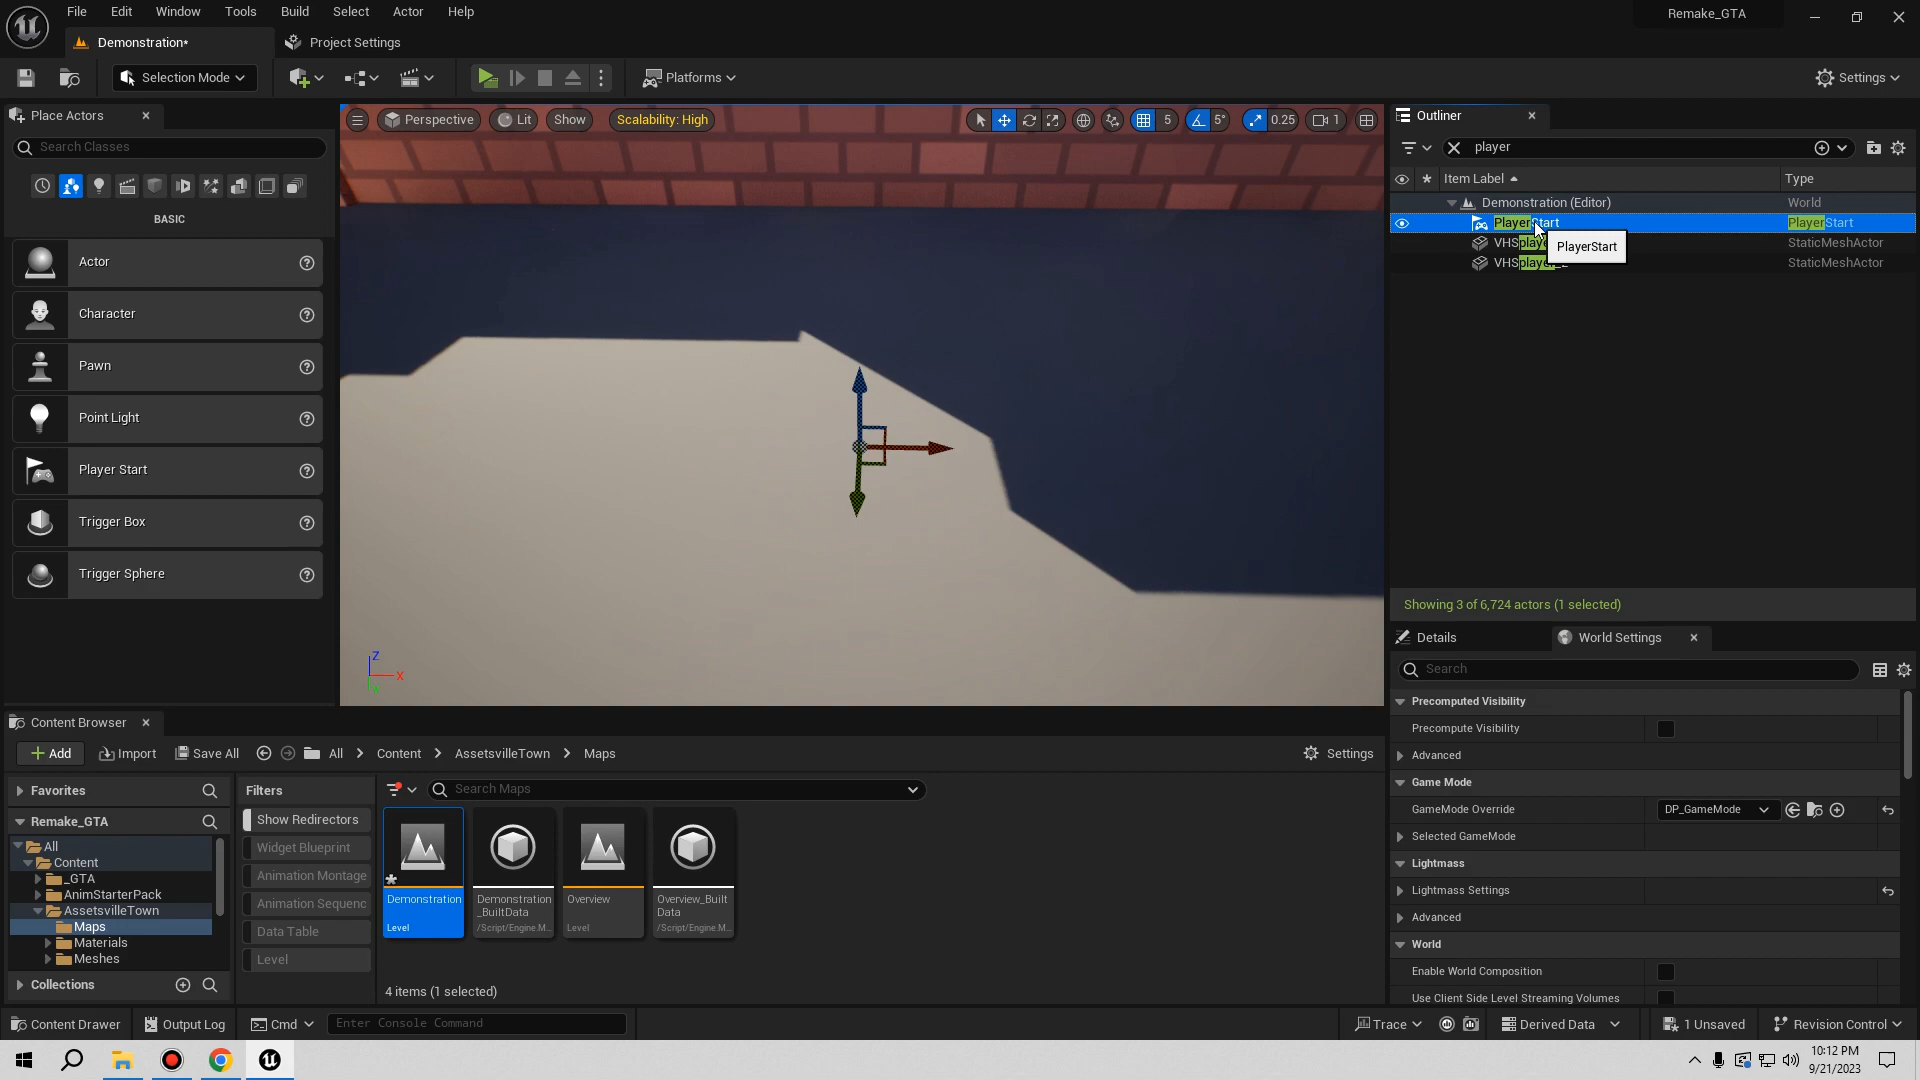 File Edit Window Tools Build Select Actor Help
Remake_GTA
Demonstration*
Project Settings
Selection Mode
Platforms
Settings
Place Actors
Search Classes
BASIC
Actor
Character
Pawn
Point Light
Player Start
Trigger Box
Trigger Sphere
Perspective
Lit
Show
Scalability: High
5
5°
0.25
1
Z
X
Outliner
player
Item Label
Type
Demonstration (Editor)
World
PlayerStart
PlayerStart
StaticMeshActor
PlayerStart
StaticMeshActor
Showing 3 of 6,724 actors (1 selected)
Details
World Settings
Search
Precomputed Visibility
Precompute Visibility
Advanced
Game Mode
GameMode Override
DP_GameMode
Selected GameMode
Lightmass
Lightmass Settings
Advanced
World
Enable World Composition
Use Client Side Level Streaming Volumes
Content Browser
Add
Import
Save All
All > Content > AssetsvilleTown > Maps
Settings
Favorites
Remake_GTA
All
Content
_GTA
AnimStarterPack
AssetsvilleTown
Maps
Materials
Meshes
Collections
Filters
Show Redirectors
Widget Blueprint
Animation Montage
Animation Sequenc
Data Table
Level
Search Maps
Demonstration
Level
Demonstration
_BuiltData
/Script/Engine.M...
Overview
Level
Overview_Built
Data
/Script/Engine.M...
4 items (1 selected)
Content Drawer
Output Log
Cmd
Enter Console Command
Trace
Derived Data
1 Unsaved
Revision Control
10:12 PM
9/21/2023